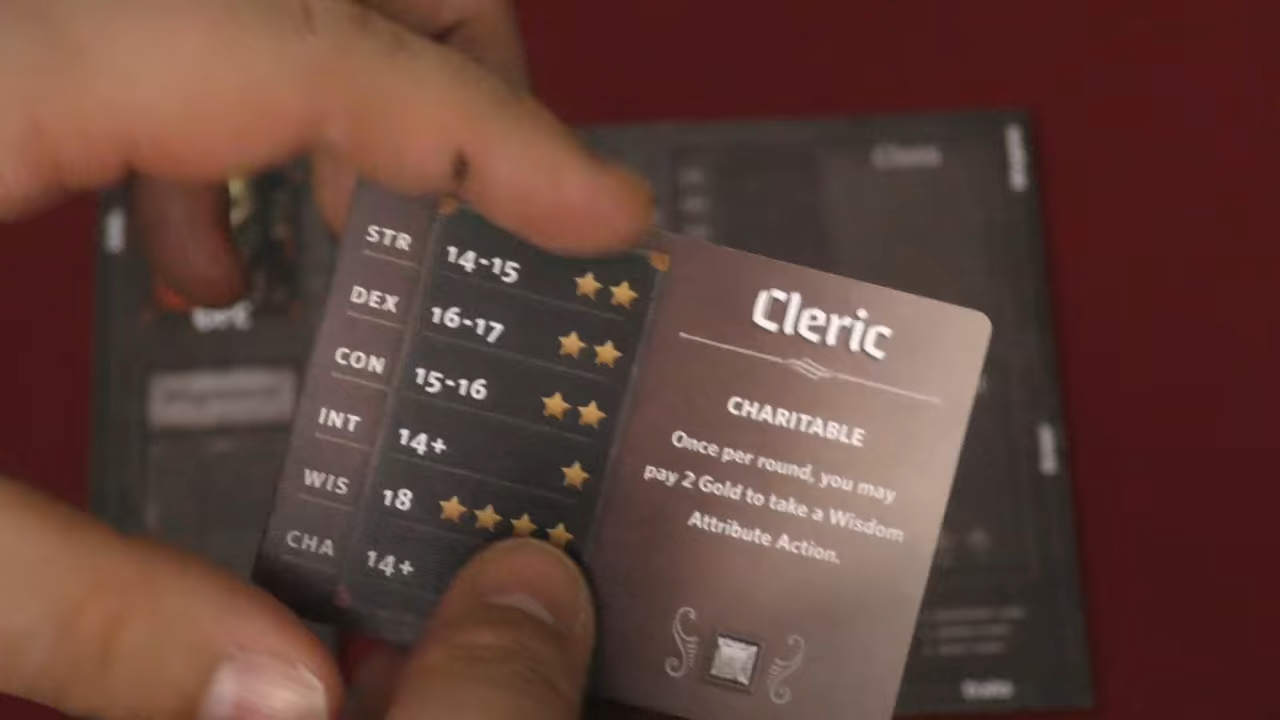 STR 14-15
DEX 16-17
CON 15-16
INT 14+
WIS 18
CHA 14+
Cleric
CHARITABLE
Once per round, you may
pay 2 Gold to take a Wisdom
Attribute Action.